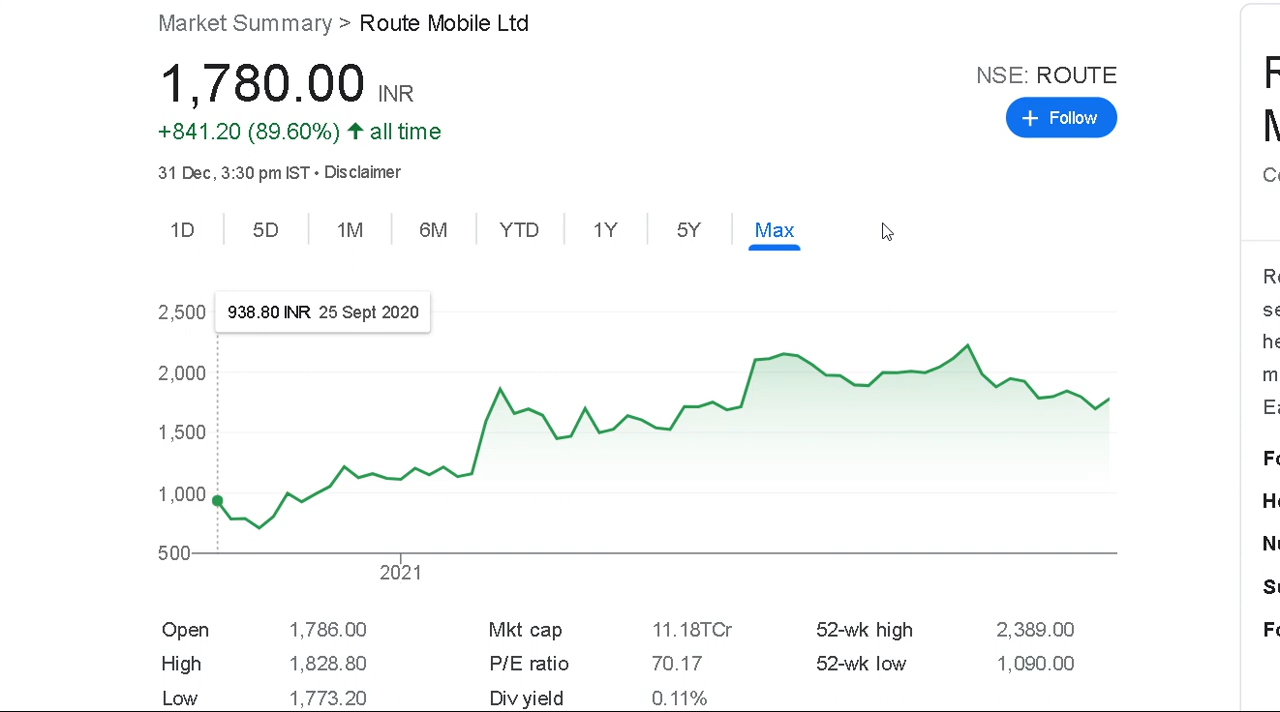 Market Summary > Route Mobile Ltd
1,780.00 INR
NSE: ROUTE
+841.20 (89.60%) ↑ all time
+ Follow
31 Dec, 3:30 pm IST • Disclaimer
1D 5D 1M 6M YTD 1Y 5Y Max
938.80 INR 25 Sept 2020
2,500
2,000
1,500
1,000
500
2021
Open 1,786.00 Mkt cap 11.18TCr 52-wk high 2,389.00
High 1,828.80 P/E ratio 70.17 52-wk low 1,090.00
Low 1,773.20 Div yield 0.11%